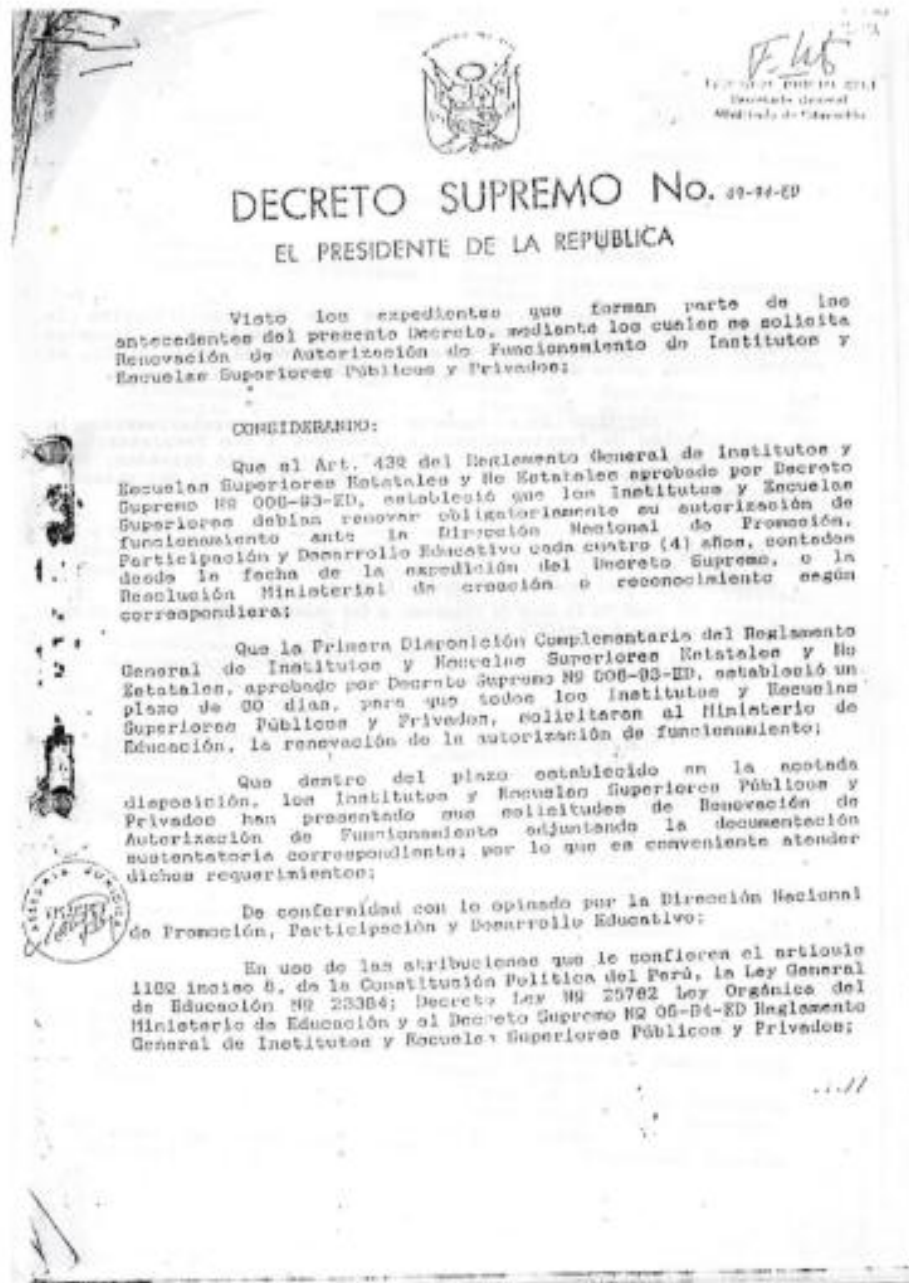 Secretario General
Ministerio de Educación
DECRETO SUPREMO No. 09-94-ED
EL PRESIDENTE DE LA REPUBLICA
Visto los expedientes que forman parte de los
antecedentes del presente Decreto, mediante los cuales se solicita
Renovación de Autorización de Funcionamiento de Institutos y
Escuelas Superiores Públicos y Privados;
CONSIDERANDO:
Que el Art. 43º del Reglamento General de Institutos y
Escuelas Superiores Estatales y No Estatales aprobado por Decreto
Supremo Nº 006-93-ED, estableció que los Institutos y Escuelas
Superiores debían renovar obligatoriamente su autorización de
funcionamiento ante la Dirección Nacional de Promoción,
Participación y Desarrollo Educativo cada cuatro (4) años, contados
desde la fecha de la expedición del Decreto Supremo, o la
Resolución Ministerial de creación o reconocimiento según
correspondiera;
Que la Primera Disposición Complementaria del Reglamento
General de Institutos y Escuelas Superiores Estatales y No
Estatales, aprobado por Decreto Supremo Nº 006-93-ED, estableció un
plazo de 60 días, para que todos los Institutos y Escuelas
Superiores Públicos y Privados, solicitaran al Ministerio de
Educación, la renovación de la autorización de funcionamiento;
Que dentro del plazo establecido en la acotada
disposición, los Institutos y Escuelas Superiores Públicos y
Privados han presentado sus solicitudes de Renovación de
Autorización de Funcionamiento adjuntando la documentación
sustentatoria correspondiente; por lo que es conveniente atender
dichos requerimientos;
De conformidad con lo opinado por la Dirección Nacional
de Promoción, Participación y Desarrollo Educativo;
En uso de las atribuciones que le confieren el artículo
118º inciso 8, de la Constitución Política del Perú, la Ley General
de Educación Nº 23384; Decreto Ley Nº 25762 Ley Orgánica del
Ministerio de Educación y el Decreto Supremo Nº 05-94-ED Reglamento
General de Institutos y Escuelas Superiores Públicos y Privados;
...//
ASESORIA JURIDICA